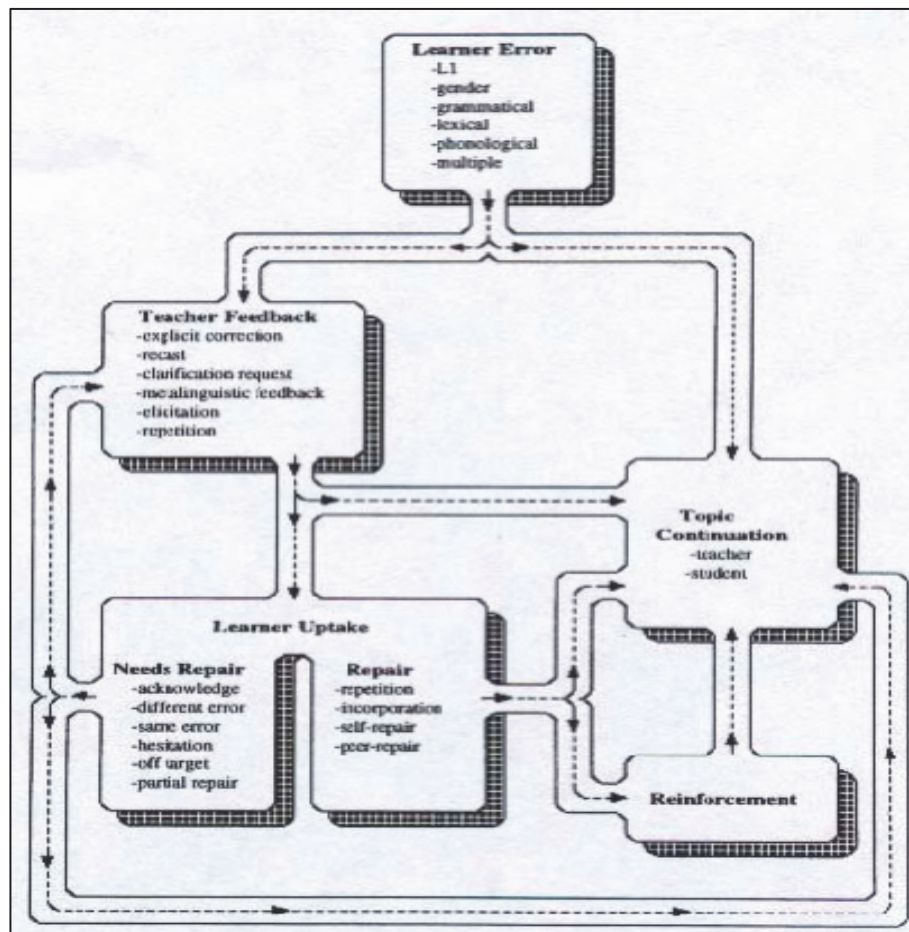 Learner Error
-L1
-gender
-grammatical
-lexical
-phonological
-multiple
Teacher Feedback
-explicit correction
-recast
-clarification request
-metalinguistic feedback
-elicitation
-repetition
Topic
Continuation
-teacher
-student
Learner Uptake
Needs Repair
-acknowledge
-different error
-same error
-hesitation
-off target
-partial repair
Repair
-repetition
-incorporation
-self-repair
-peer-repair
Reinforcement